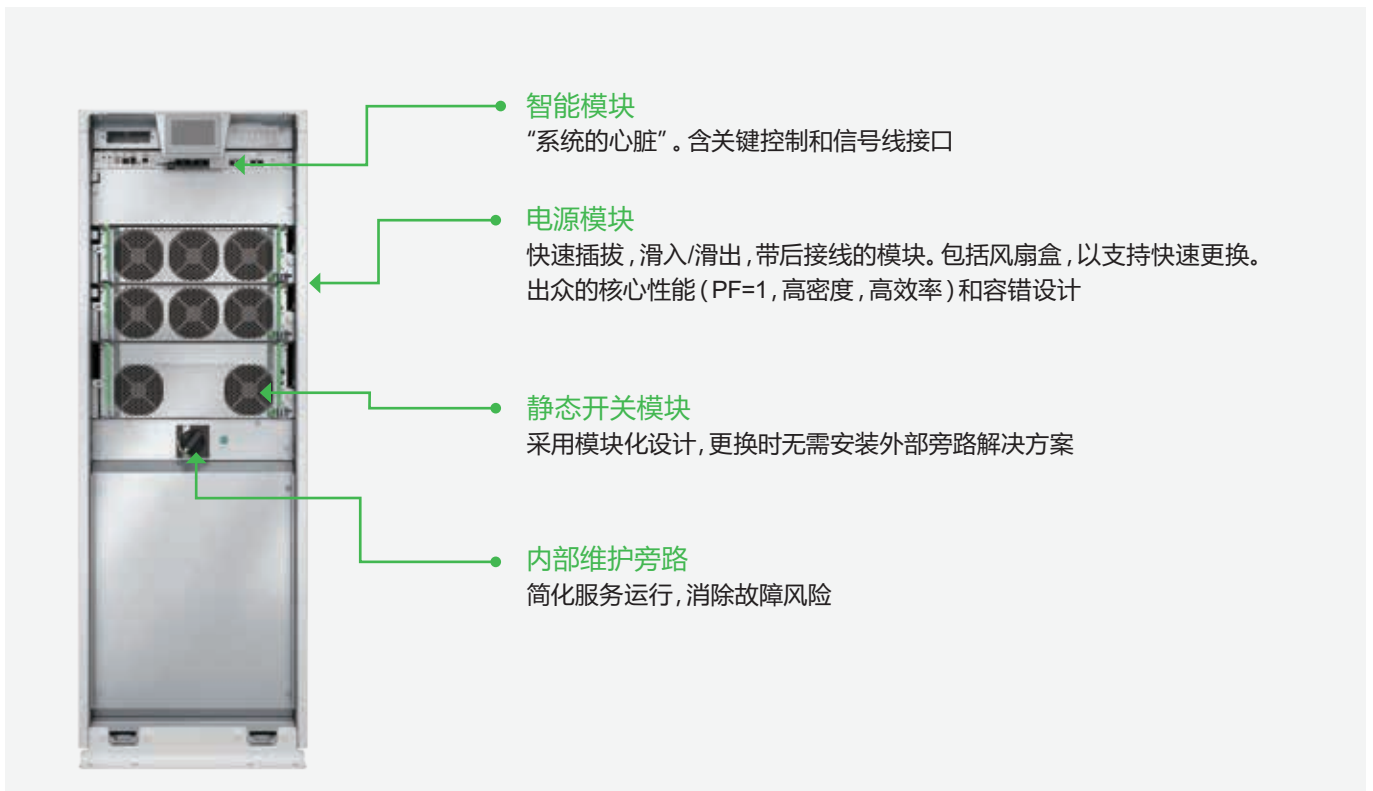 智能模块
“系统的心脏”。含关键控制和信号线接口
电源模块
快速插拔,滑入/滑出,带后接线的模块。包括风扇盒,以支持快速更换。
出众的核心性能(PF=1,高密度,高效率)和容错设计
静态开关模块
采用模块化设计,更换时无需安装外部旁路解决方案
内部维护旁路
简化服务运行,消除故障风险